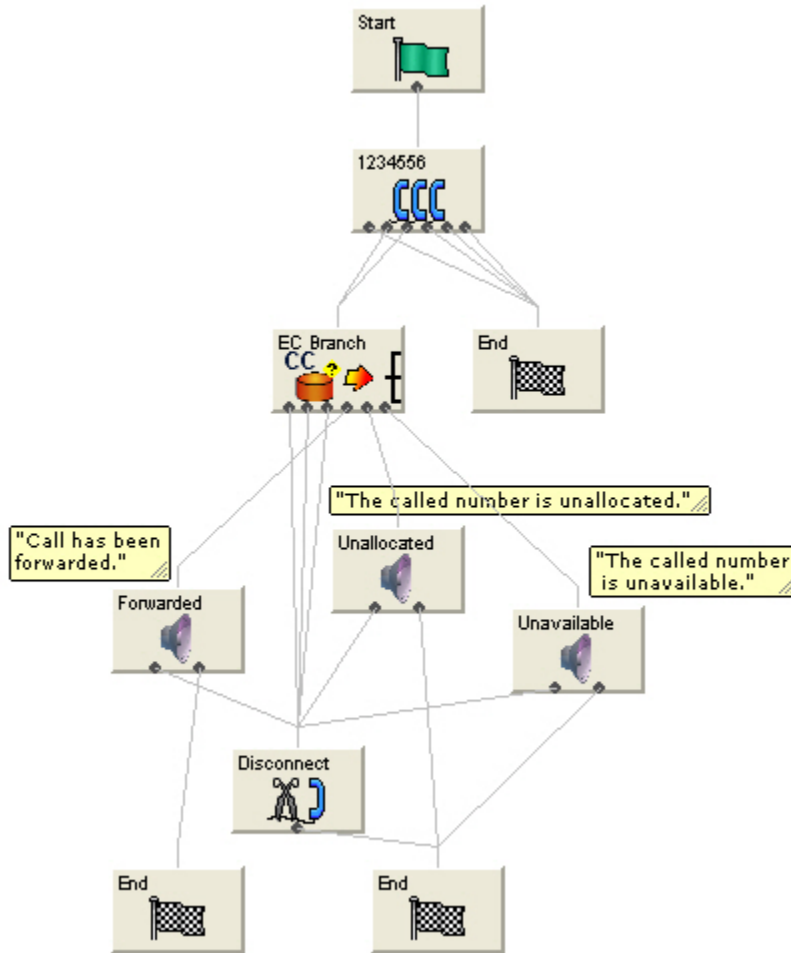 Start
1234556
EC Branch
CC
?
End
"The called number is unallocated."
"Call has been
forwarded."
Unallocated
"The called number
is unavailable."
Forwarded
Unavailable
Disconnect
End
End